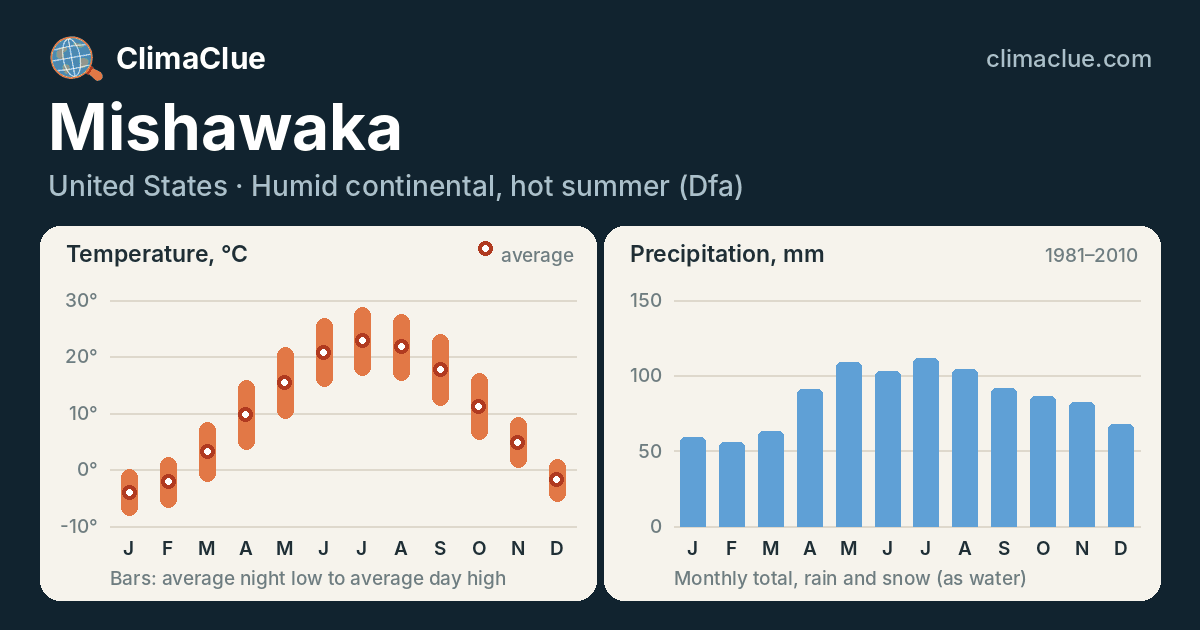 ClimaClue
climaclue.com
Mishawaka
United States · Humid continental, hot summer (Dfa)
Temperature, °C
average
30°
20°
10°
0°
-10°
J F M A M J J A S O N D
Bars: average night low to average day high
Precipitation, mm
1981–2010
150
100
50
0
J F M A M J J A S O N D
Monthly total, rain and snow (as water)